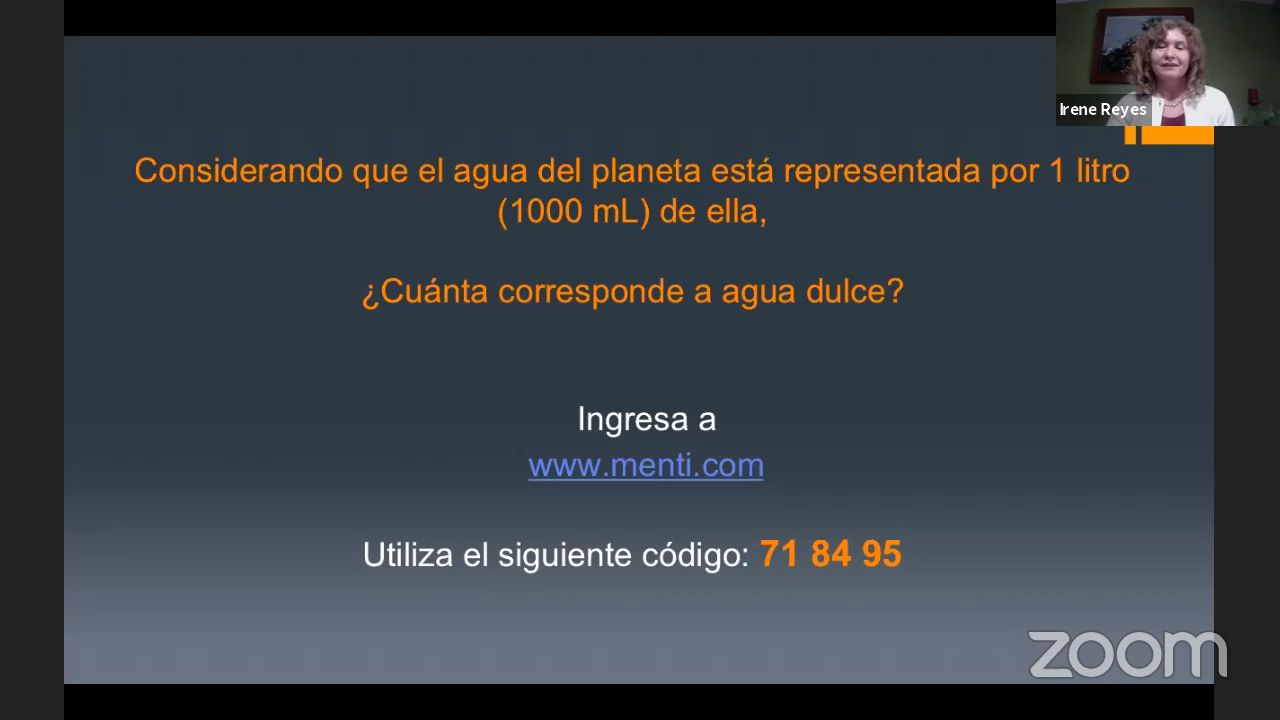 Irene Reyes
Considerando que el agua del planeta está representada por 1 litro
(1000 mL) de ella,
¿Cuánta corresponde a agua dulce?
Ingresa a
www.menti.com
Utiliza el siguiente código: 71 84 95
zoom